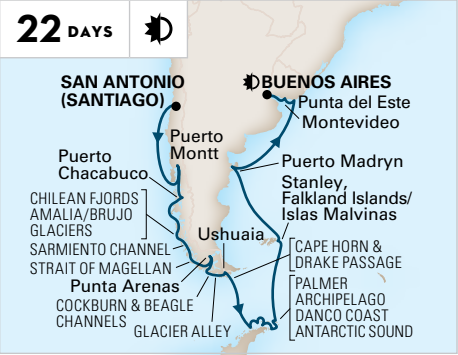 22 DAYS
SAN ANTONIO
(SANTIAGO)
BUENOS AIRES
Punta del Este
Montevideo
Puerto
Montt
Puerto
Chacabuco
Puerto Madryn
Stanley,
Falkland Islands/
Islas Malvinas
CHILEAN FJORDS
AMALIA/BRUJO
GLACIERS
SARMIENTO CHANNEL
STRAIT OF MAGELLAN
Ushuaia
Punta Arenas
COCKBURN & BEAGLE
CHANNELS
GLACIER ALLEY
CAPE HORN &
DRAKE PASSAGE
PALMER
ARCHIPELAGO
DANCO COAST
ANTARCTIC SOUND